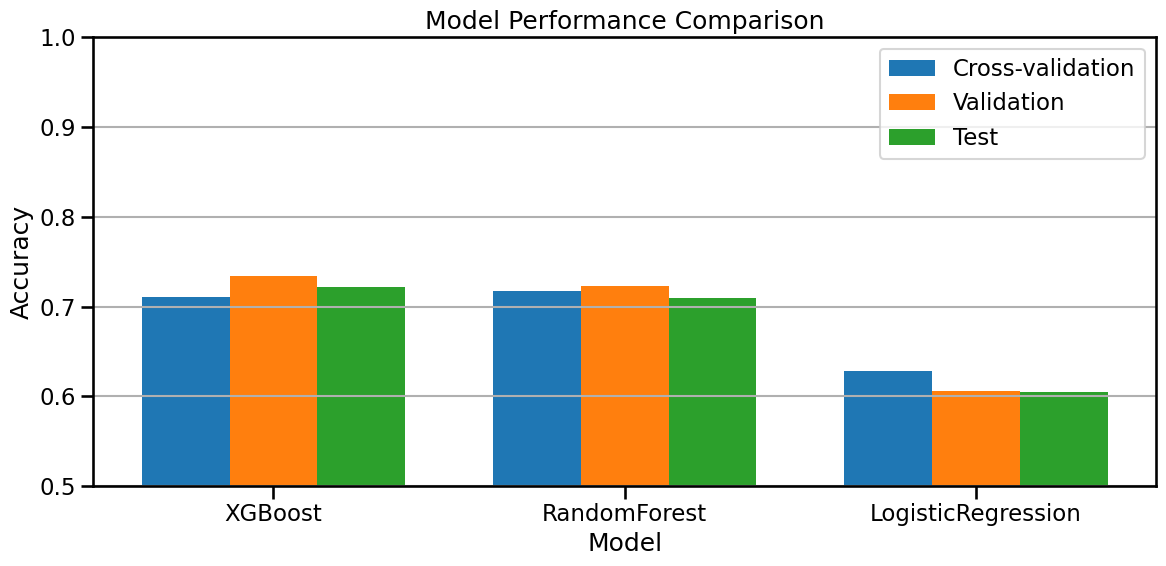 Model Performance Comparison
1.0
0.9
0.8
0.7
0.6
0.5
Accuracy
Cross-validation
Validation
Test
XGBoost
RandomForest
LogisticRegression
Model